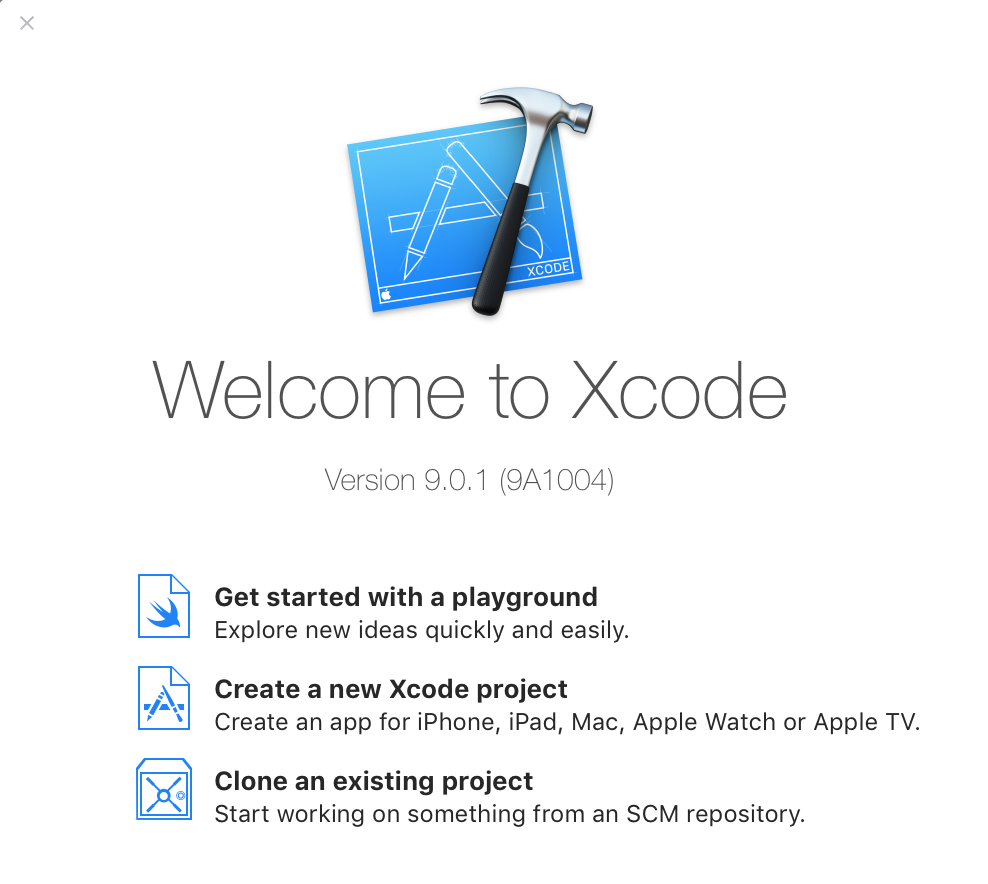 XCODE
Welcome to Xcode
Version 9.0.1 (9A1004)
Get started with a playground
Explore new ideas quickly and easily.
Create a new Xcode project
Create an app for iPhone, iPad, Mac, Apple Watch or Apple TV.
Clone an existing project
Start working on something from an SCM repository.